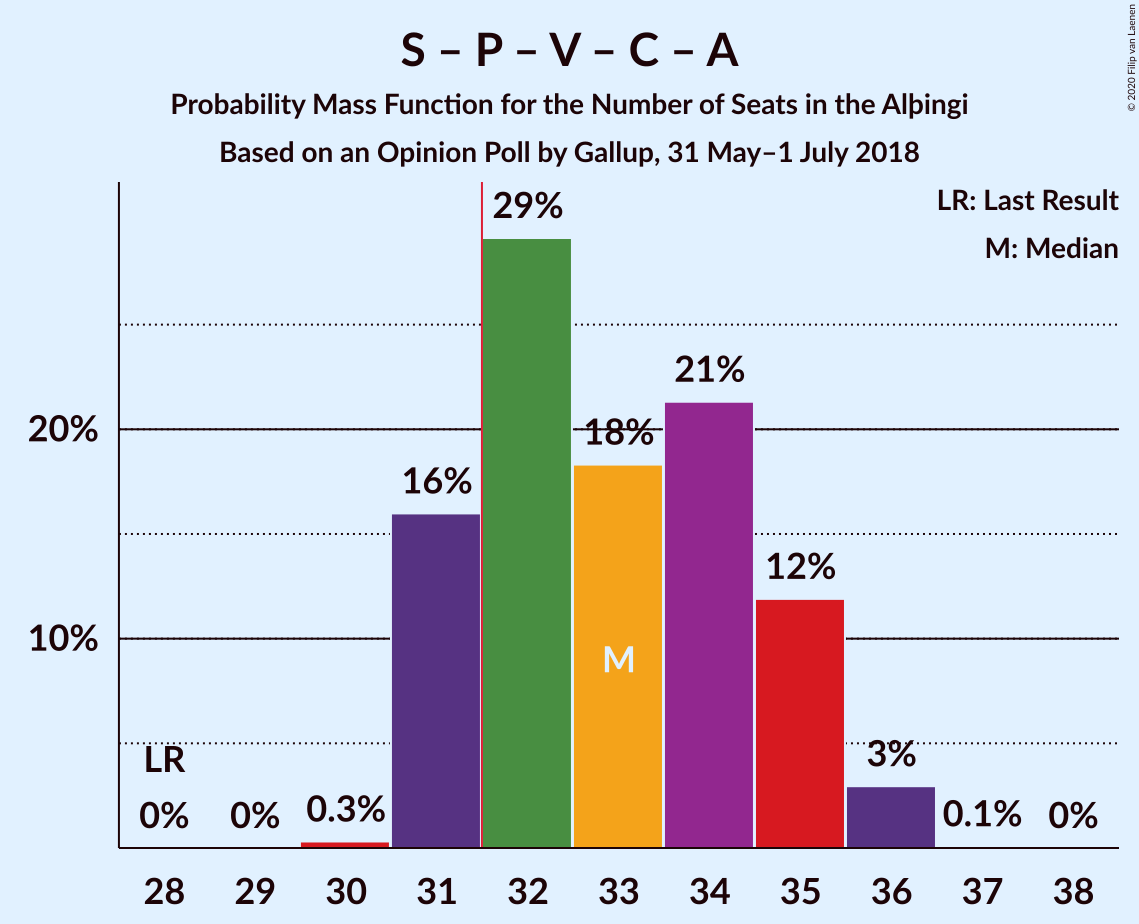 S – P – V – C – A
Probability Mass Function for the Number of Seats in the Alþingi
Based on an Opinion Poll by Gallup, 31 May–1 July 2018
© 2020 Filip van Laenen
LR: Last Result
M: Median
29%
21%
20%
18%
16%
12%
10%
M
LR
3%
0%
0%
0.3%
0.1%
0%
28 29 30 31 32 33 34 35 36 37 38